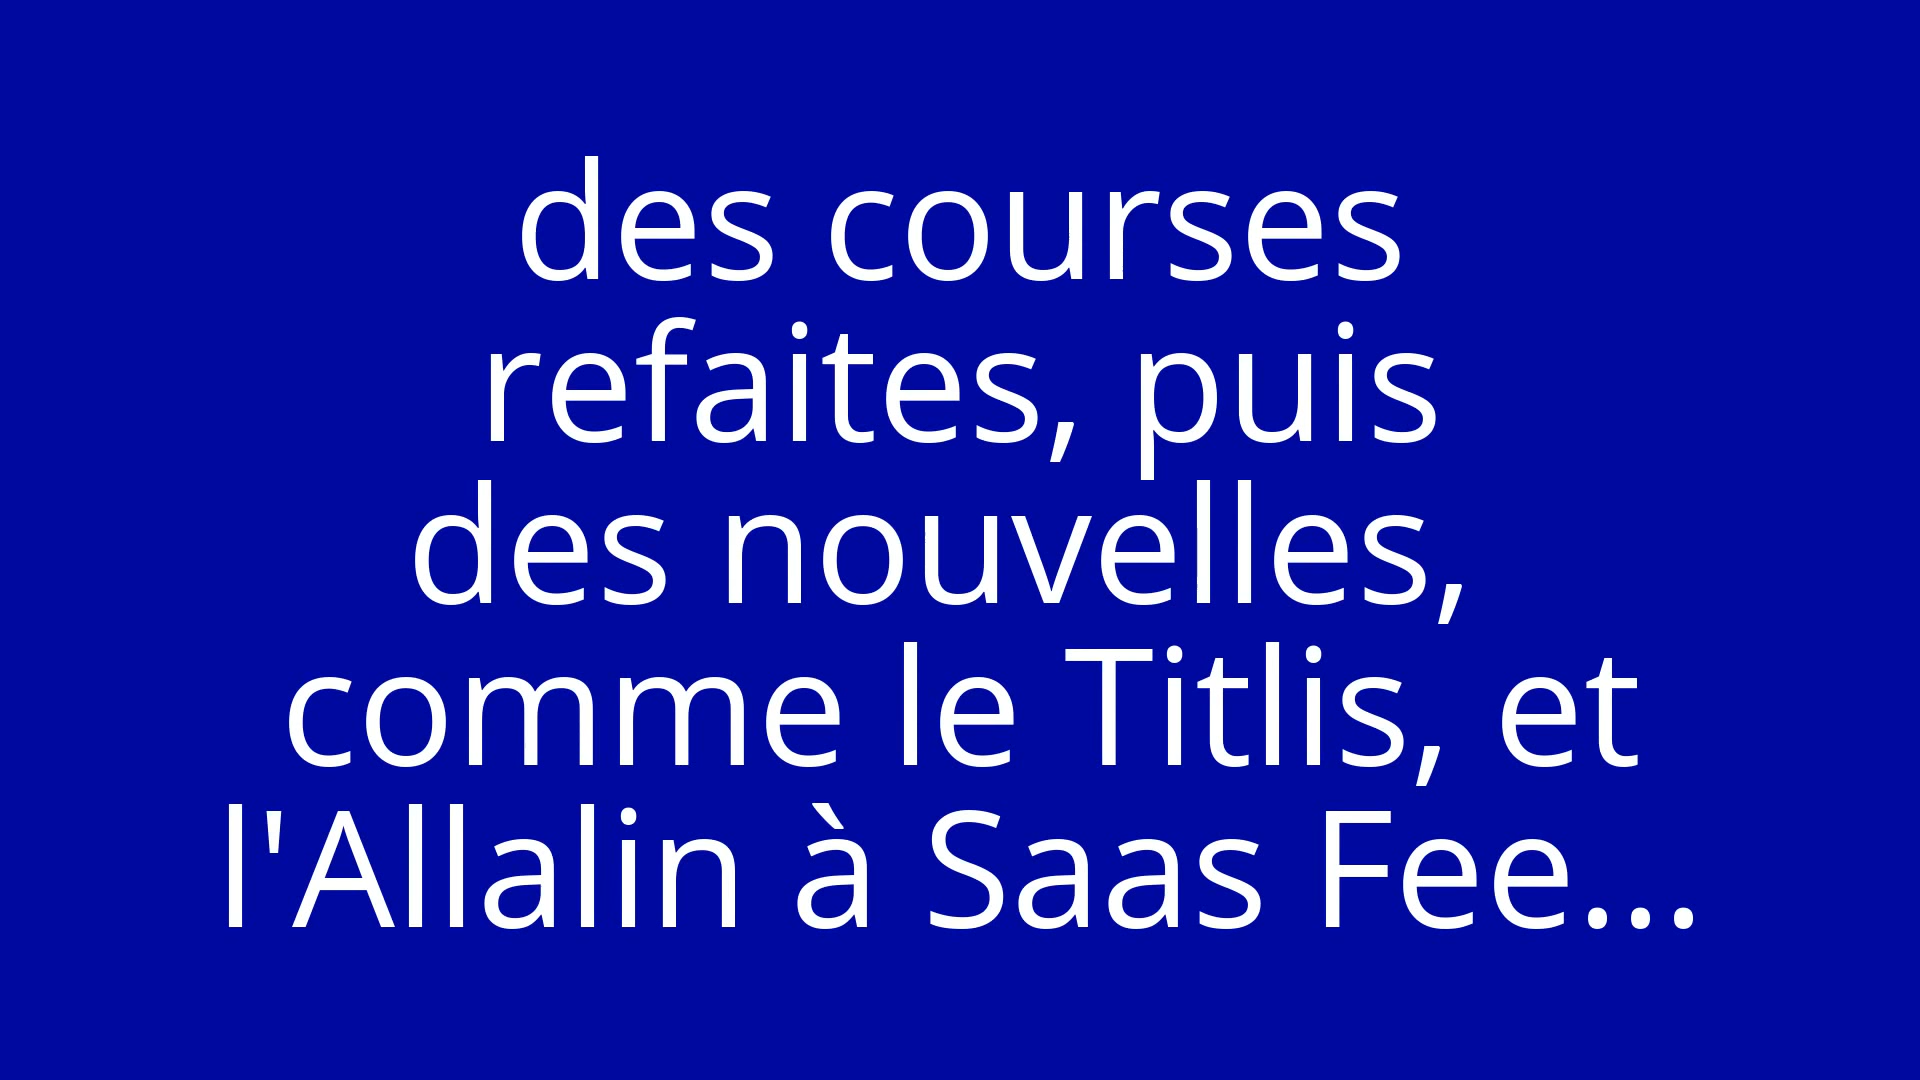 des courses
refaites, puis
des nouvelles,
comme le Titlis, et
l'Allalin à Saas Fee...